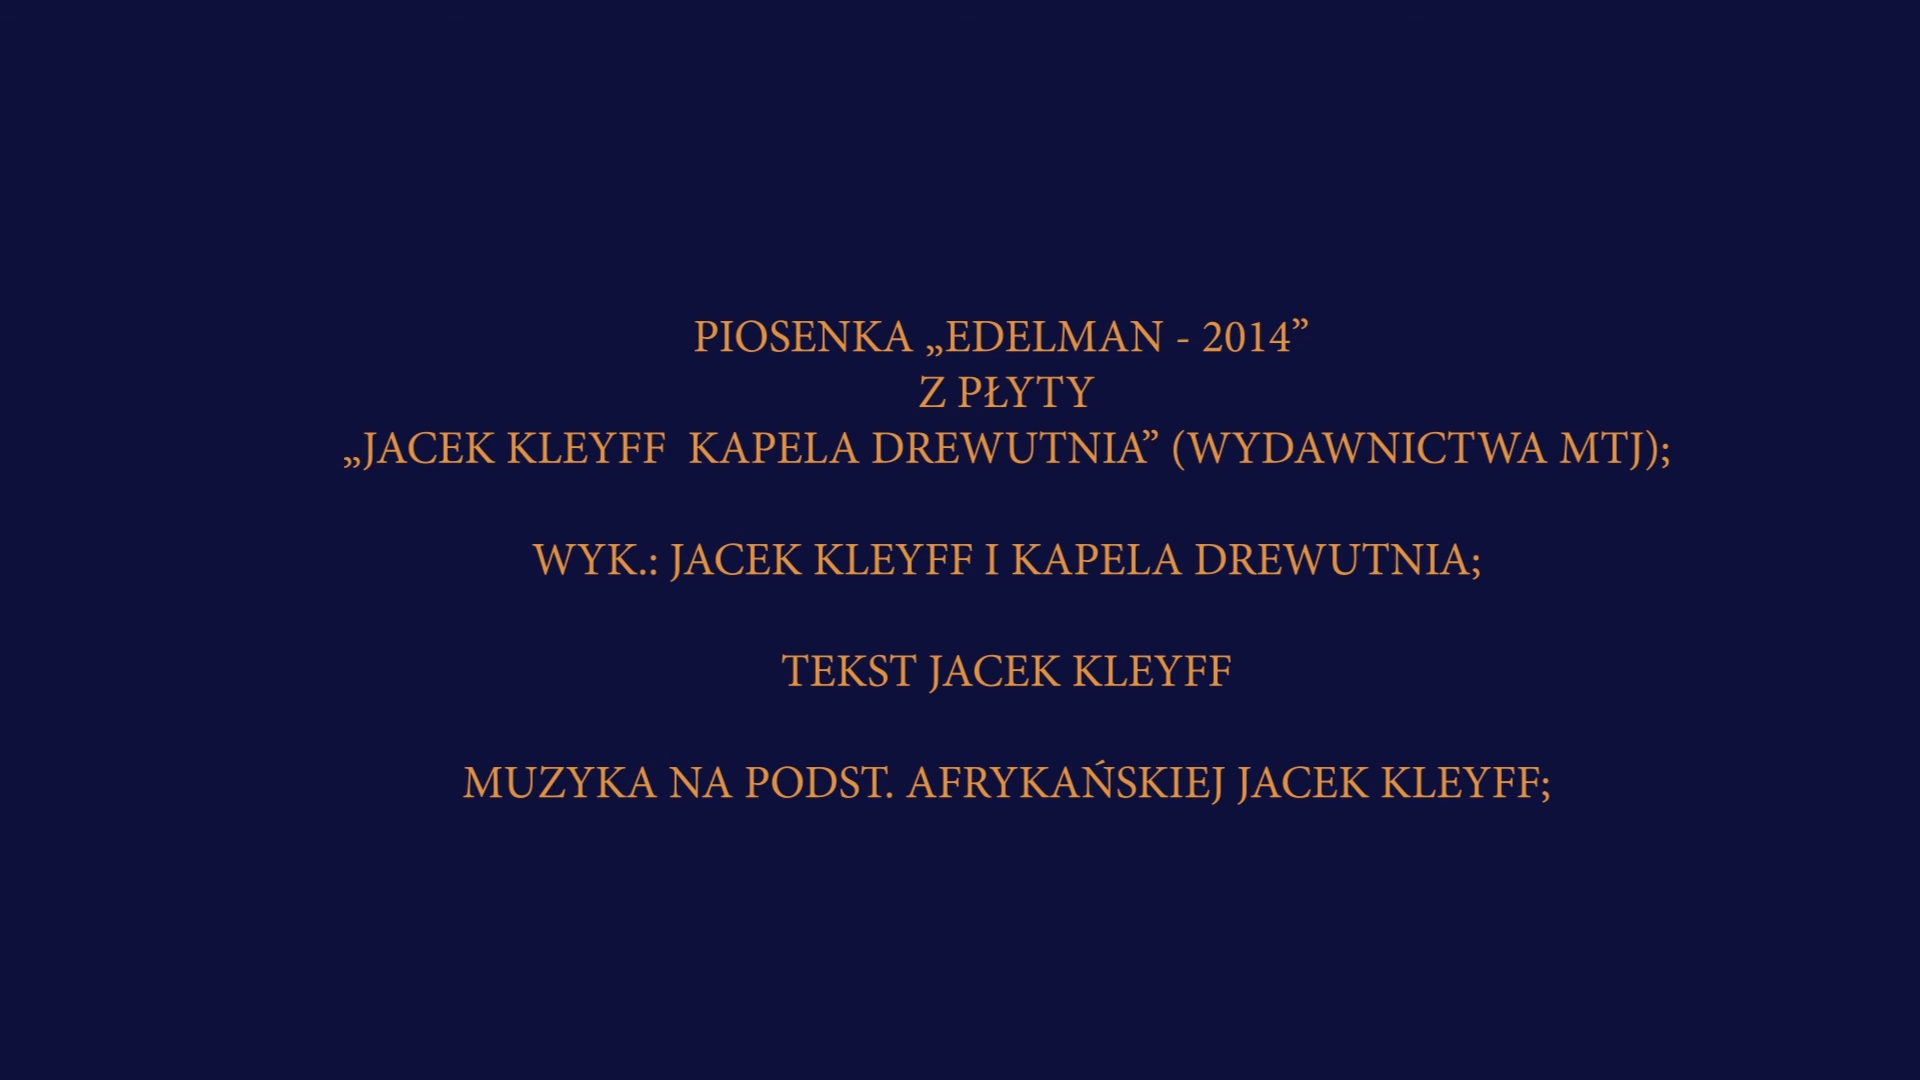 PIOSENKA „EDELMAN - 2014”
Z PŁYTY
„JACEK KLEYFF  KAPELA DREWUTNIA” (WYDAWNICTWA MTJ);
WYK.: JACEK KLEYFF I KAPELA DREWUTNIA;
TEKST JACEK KLEYFF
MUZYKA NA PODST. AFRYKAŃSKIEJ JACEK KLEYFF;